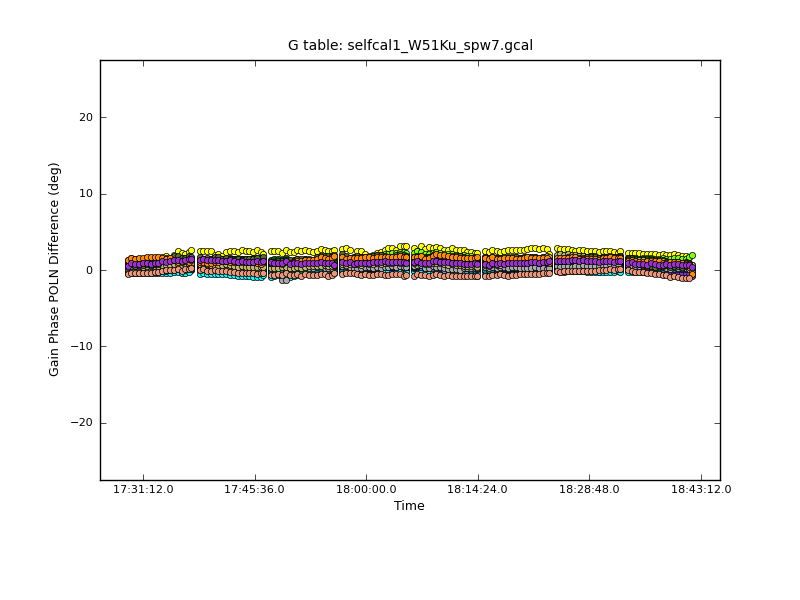 G table: selfcal1_W51Ku_spw7.gcal
Gain Phase POLN Difference (deg)
20
10
0
−10
−20
17:31:12.0 17:45:36.0 18:00:00.0 18:14:24.0 18:28:48.0 18:43:12.0
Time